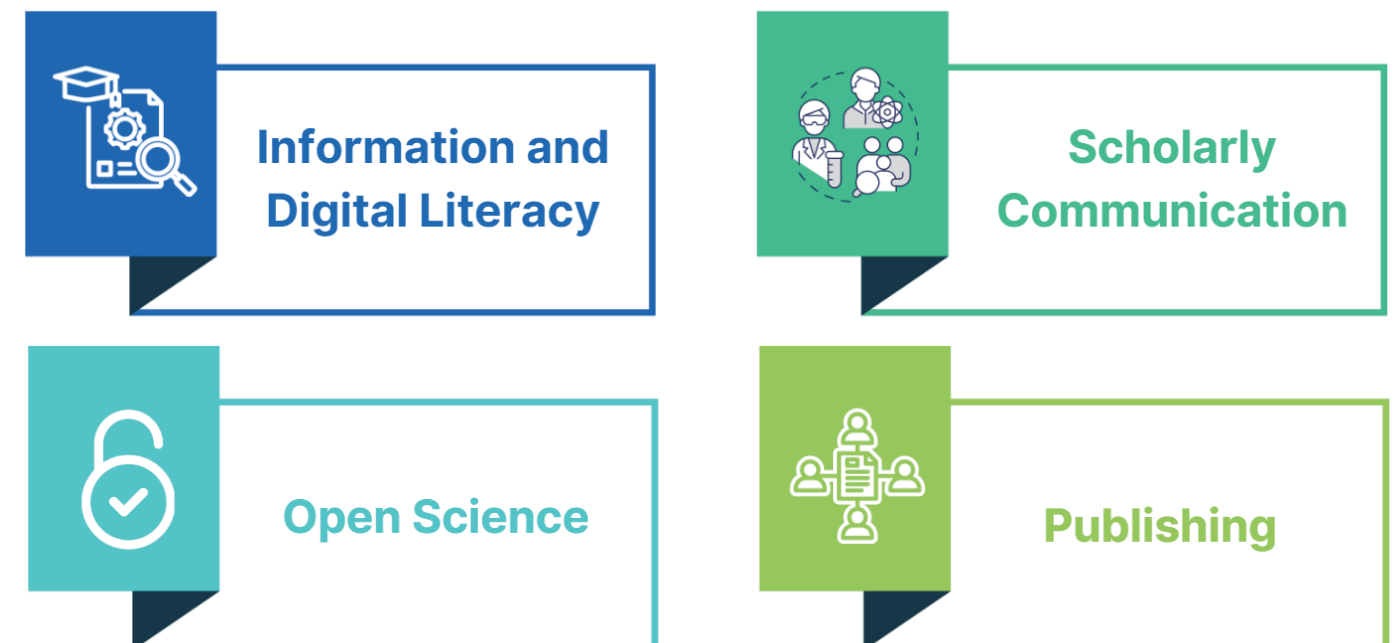 Information and
Digital Literacy
Scholarly
Communication
Open Science
Publishing